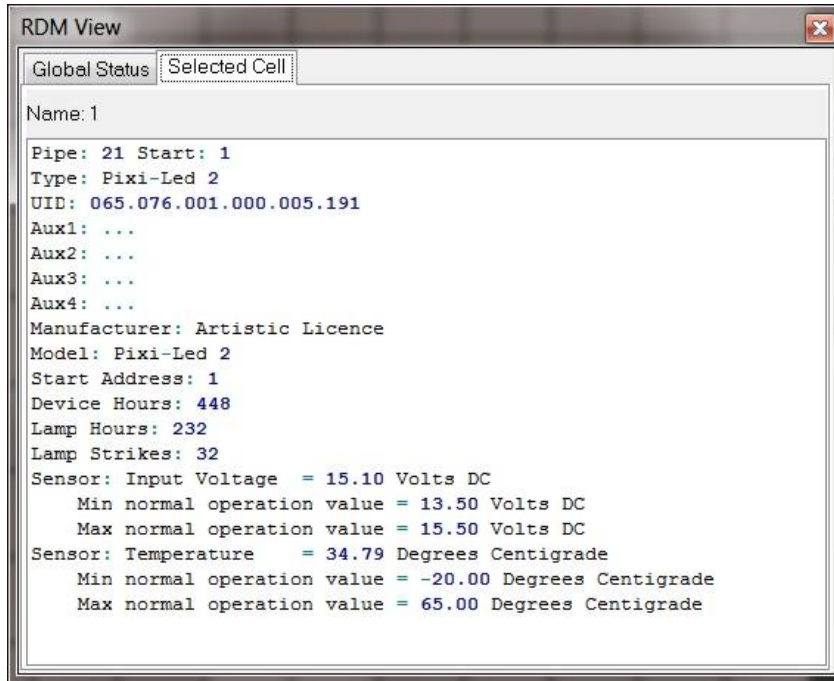 RDM View
Global Status Selected Cell
Name: 1
Pipe: 21 Start: 1
Type: Pixi-Led 2
UID: 065.076.001.000.005.191
Aux1: ...
Aux2: ...
Aux3: ...
Aux4: ...
Manufacturer: Artistic Licence
Model: Pixi-Led 2
Start Address: 1
Device Hours: 448
Lamp Hours: 232
Lamp Strikes: 32
Sensor: Input Voltage = 15.10 Volts DC
Min normal operation value = 13.50 Volts DC
Max normal operation value = 15.50 Volts DC
Sensor: Temperature = 34.79 Degrees Centigrade
Min normal operation value = -20.00 Degrees Centigrade
Max normal operation value = 65.00 Degrees Centigrade